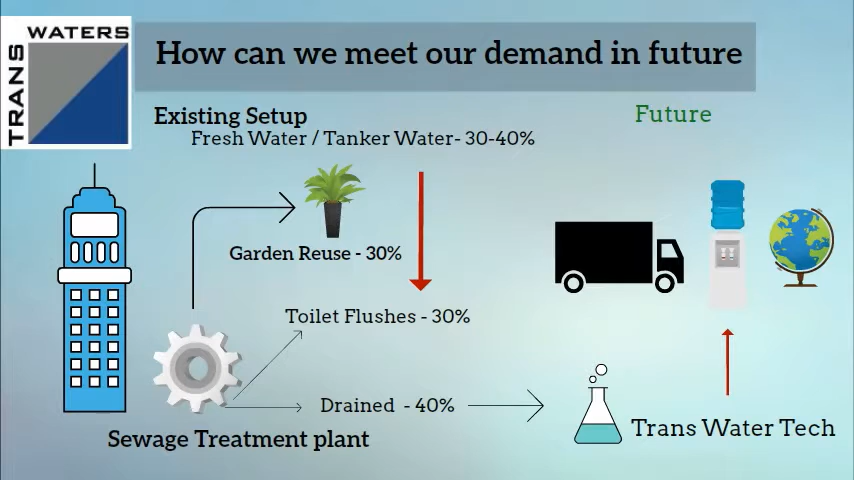 TRANS
WATERS
How can we meet our demand in future
Existing Setup
Future
Fresh Water / Tanker Water- 30-40%
Garden Reuse - 30%
Toilet Flushes - 30%
Drained - 40%
Trans Water Tech
Sewage Treatment plant